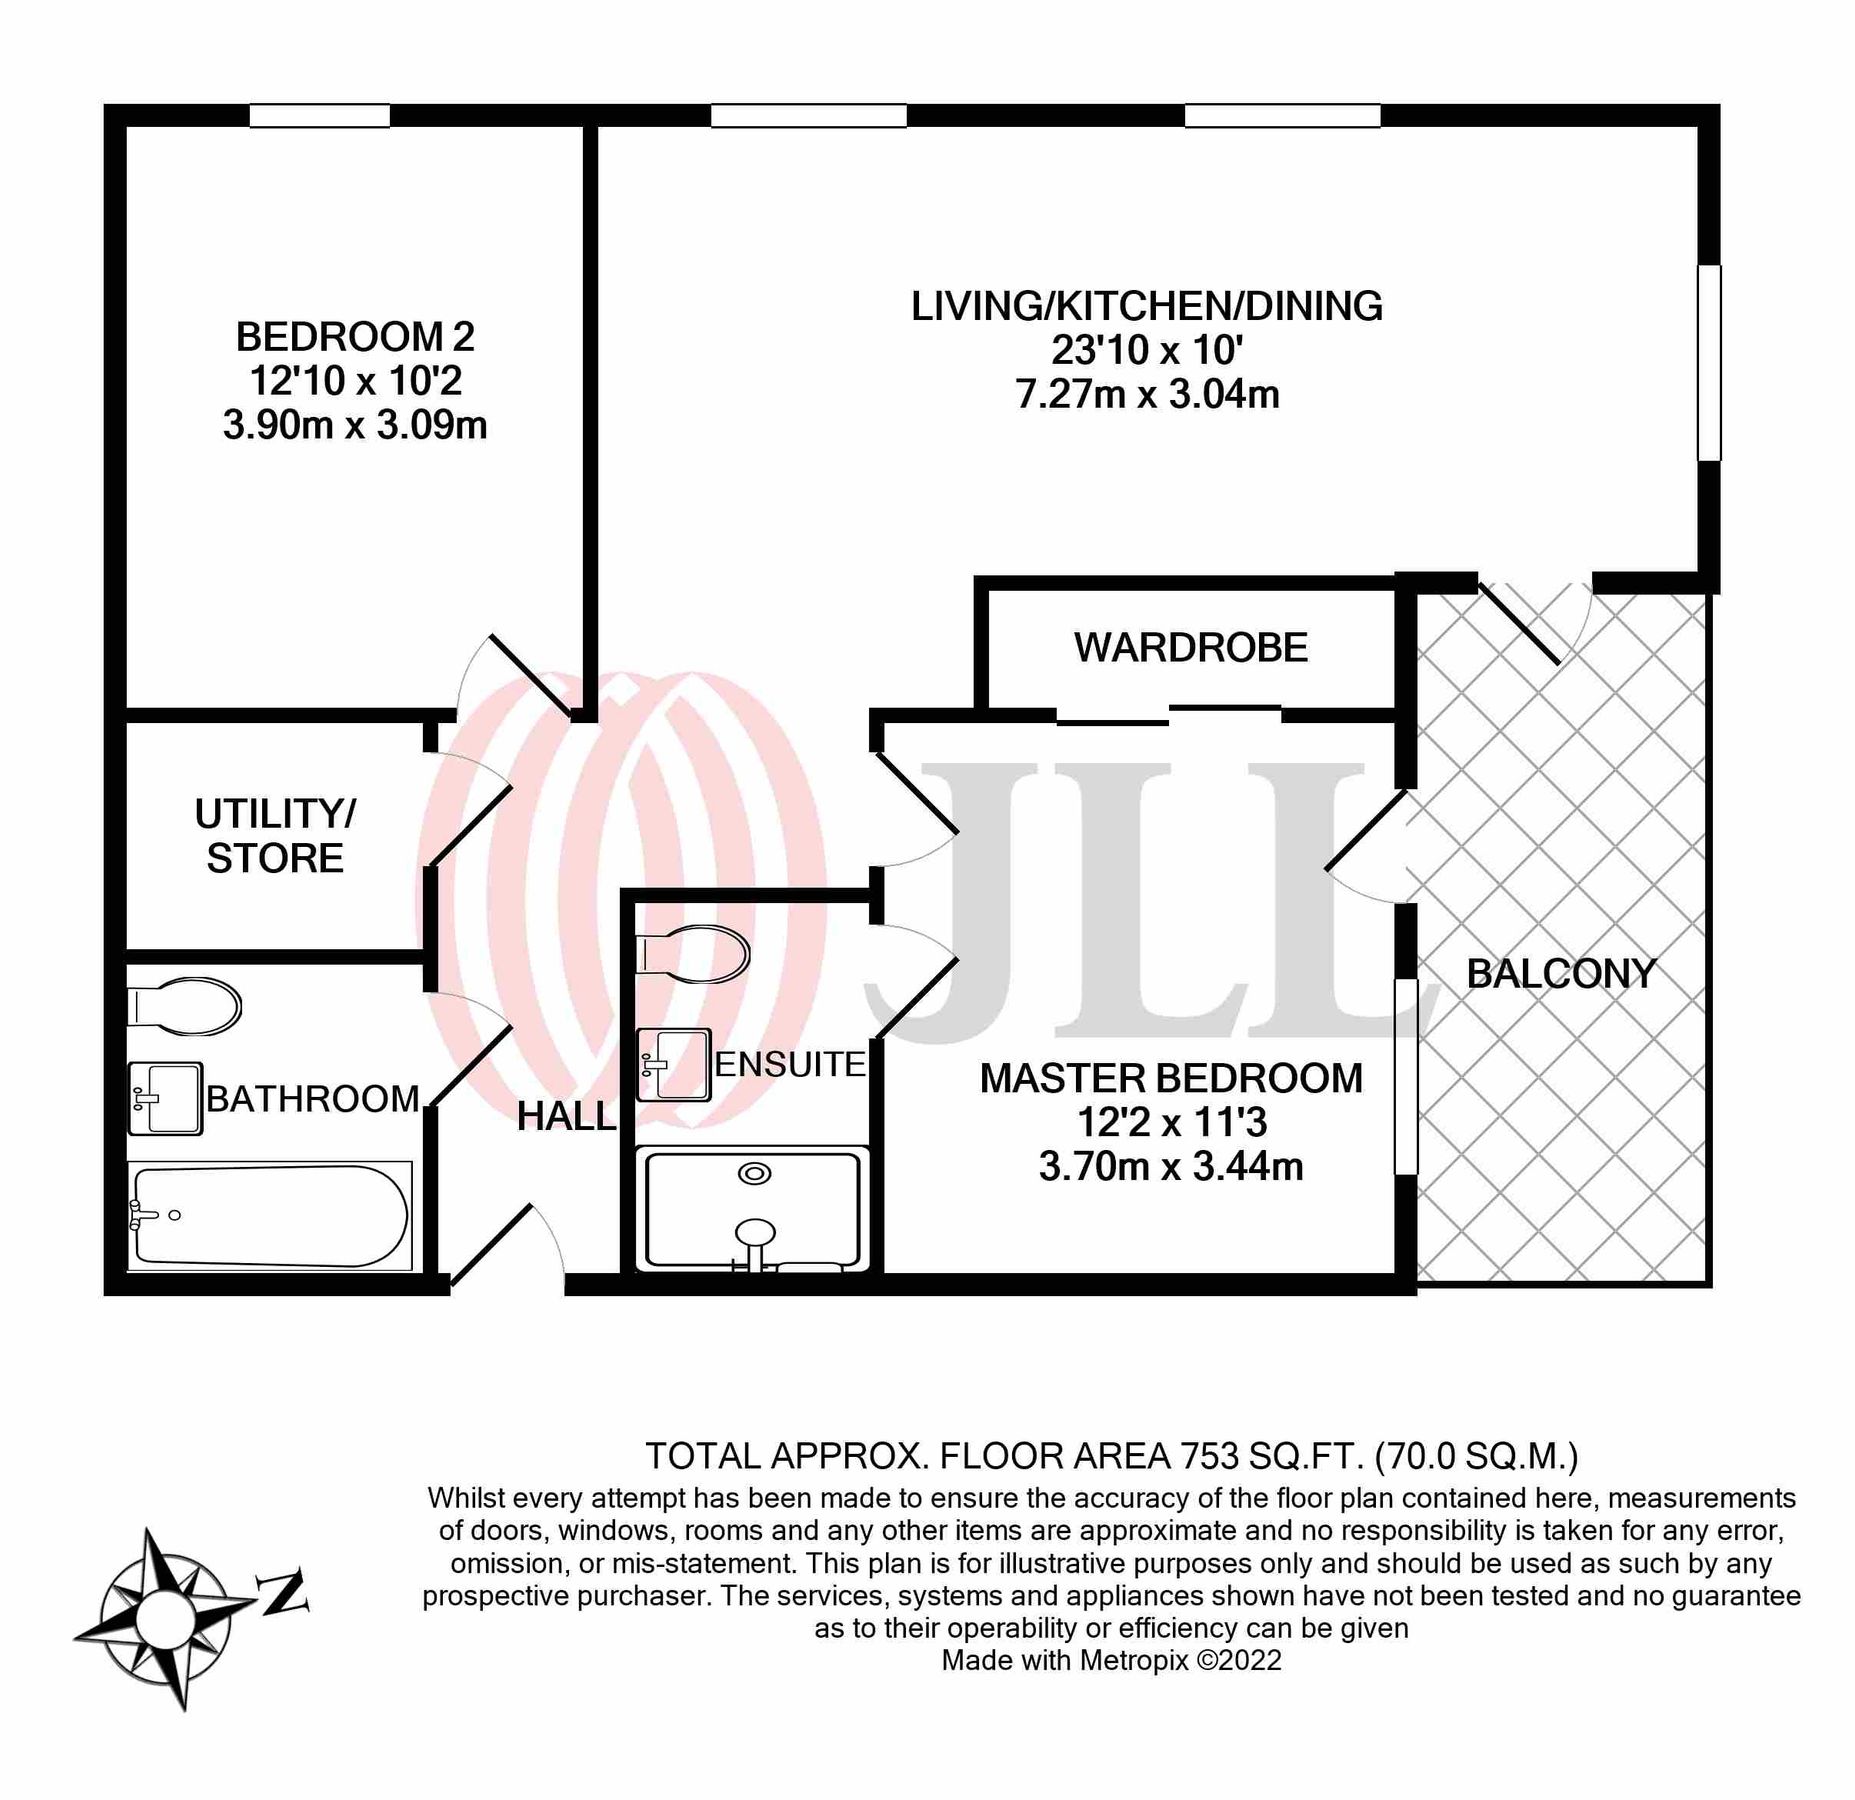 BEDROOM 2
12'10 x 10'2
3.90m x 3.09m
LIVING/KITCHEN/DINING
23'10 x 10'
7.27m x 3.04m
WARDROBE
UTILITY/
STORE
JLL
BALCONY
ENSUITE
BATHROOM
HALL
MASTER BEDROOM
12'2 x 11'3
3.70m x 3.44m
TOTAL APPROX. FLOOR AREA 753 SQ.FT. (70.0 SQ.M.)
Whilst every attempt has been made to ensure the accuracy of the floor plan contained here, measurements
of doors, windows, rooms and any other items are approximate and no responsibility is taken for any error,
omission, or mis-statement. This plan is for illustrative purposes only and should be used as such by any
prospective purchaser. The services, systems and appliances shown have not been tested and no guarantee
as to their operability or efficiency can be given
Made with Metropix ©2022
N